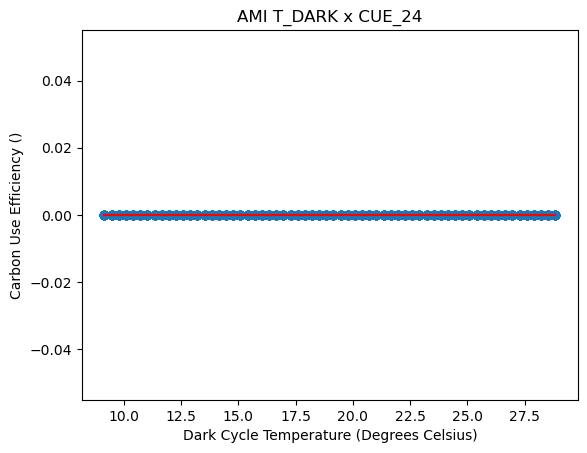 AMI T_DARK x CUE_24
Carbon Use Efficiency ()
0.04
0.02
0.00
−0.02
−0.04
10.0 12.5 15.0 17.5 20.0 22.5 25.0 27.5
Dark Cycle Temperature (Degrees Celsius)